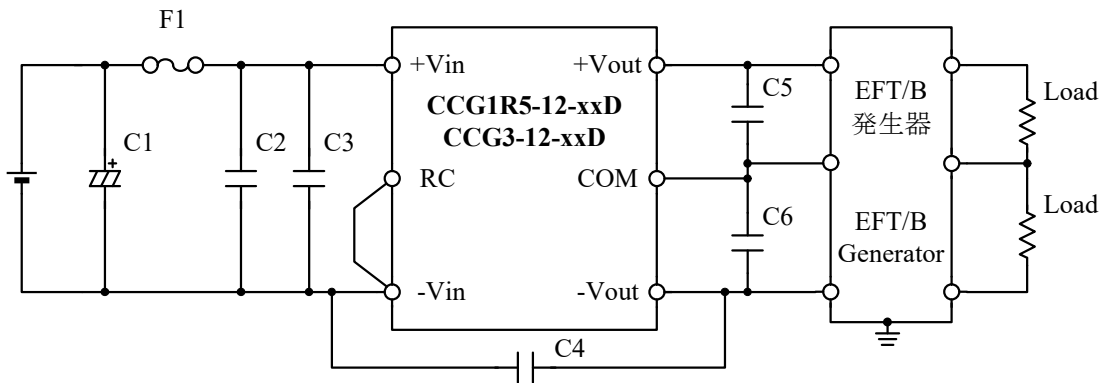 F1
+Vin
+Vout
CCG1R5-12-xxD
CCG3-12-xxD
C1
+
C2
C3
RC
COM
C5
C6
EFT/B
発生器
EFT/B
Generator
Load
Load
-Vin
-Vout
C4